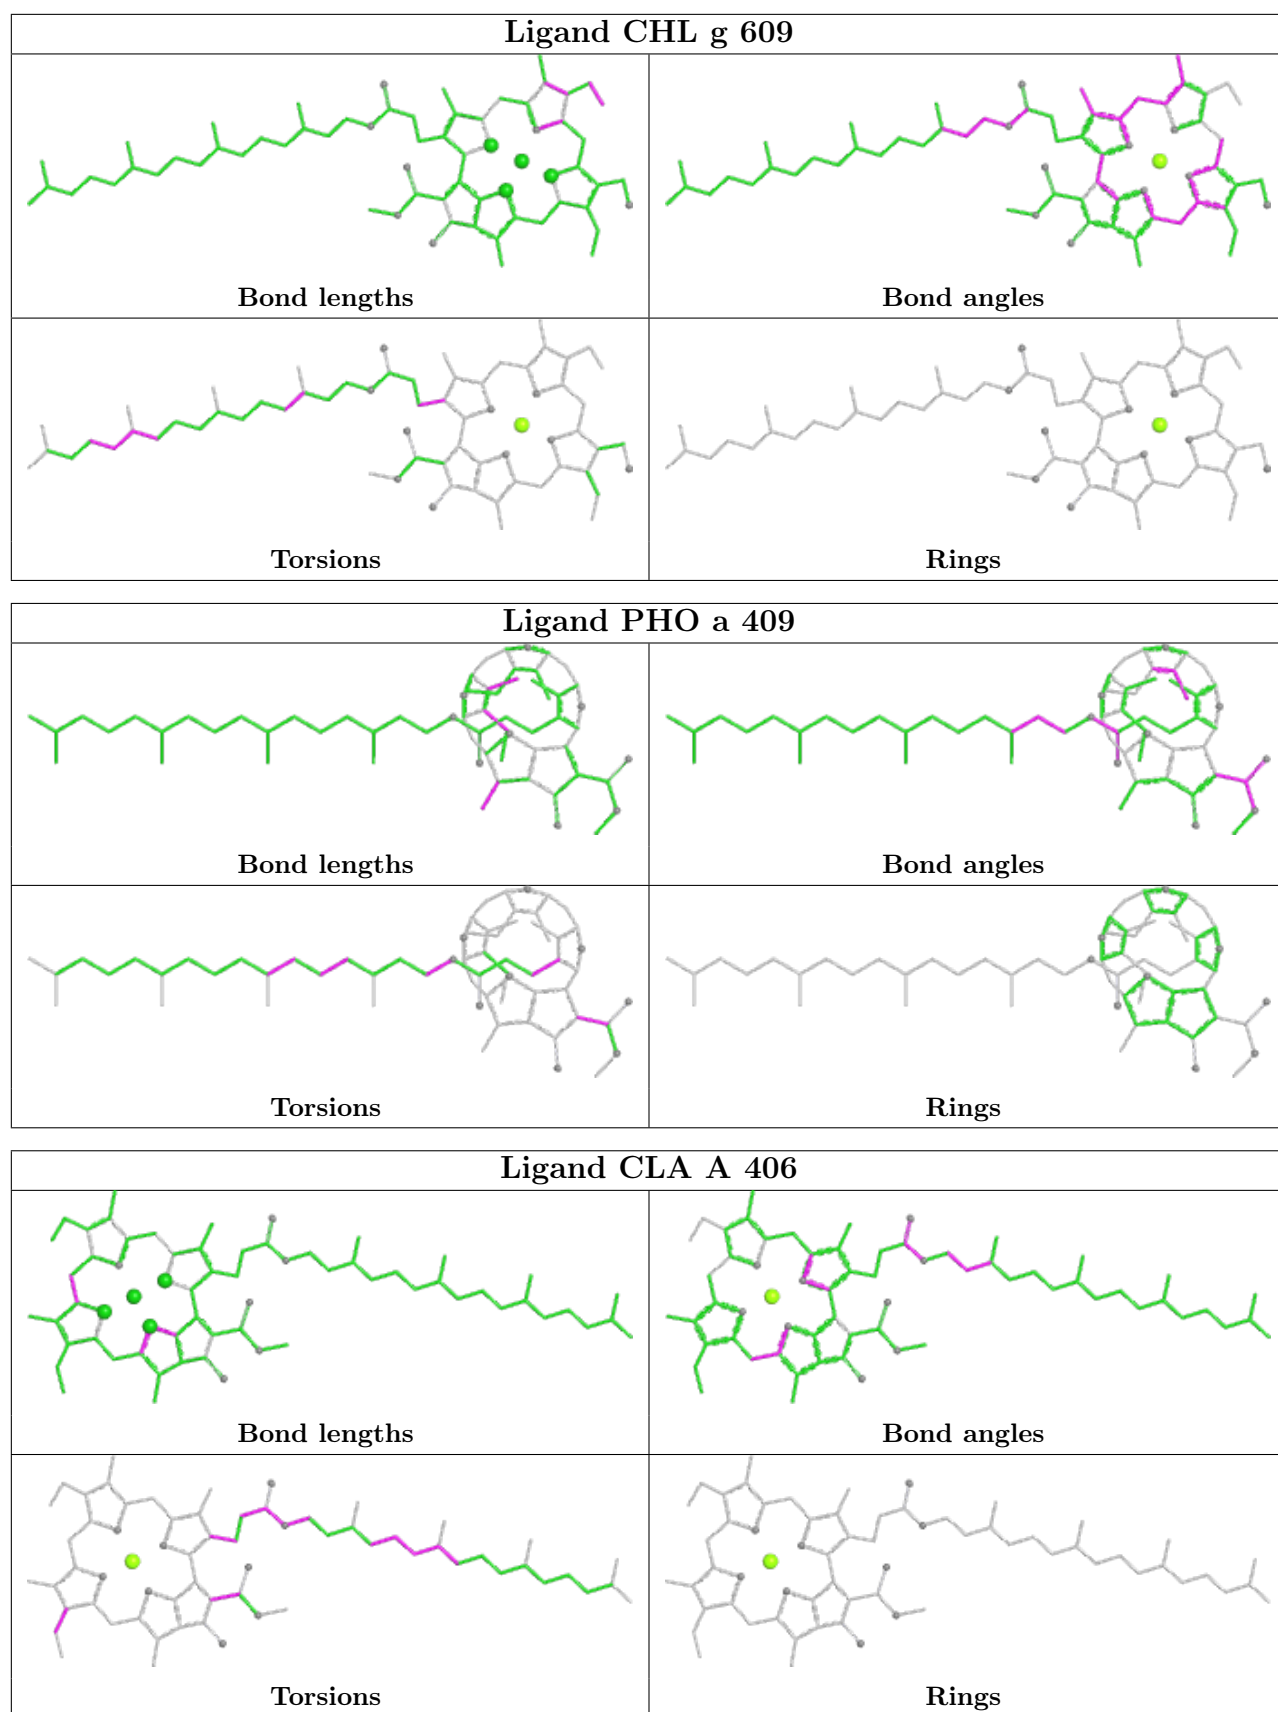 Ligand CHL g 609
Bond lengths
Bond angles
Torsions
Rings
Ligand PHO a 409
Bond lengths
Bond angles
Torsions
Rings
Ligand CLA A 406
Bond lengths
Bond angles
Torsions
Rings